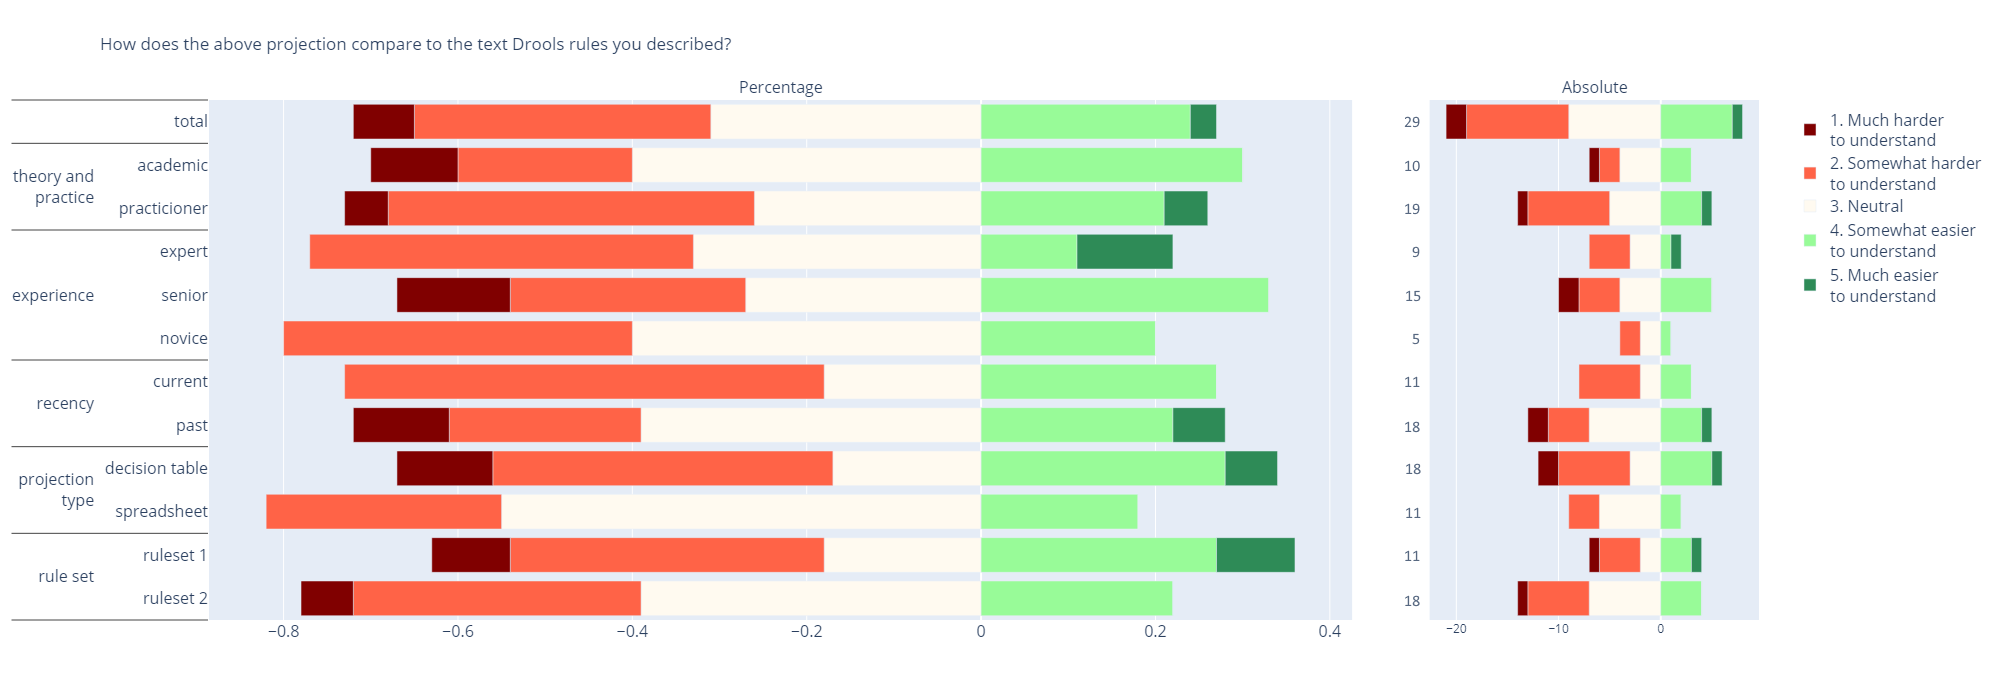 How does the above projection compare to the text Drools rules you described?
Percentage
Absolute
total
theory and
practice
academic
practicioner
experience
expert
senior
novice
recency
current
past
projection
type
decision table
spreadsheet
rule set
ruleset 1
ruleset 2
−0.8
−0.6
−0.4
−0.2
0
0.2
0.4
29
10
19
9
15
5
11
18
18
11
11
18
−20
−10
0
1. Much harder
to understand
2. Somewhat harder
to understand
3. Neutral
4. Somewhat easier
to understand
5. Much easier
to understand